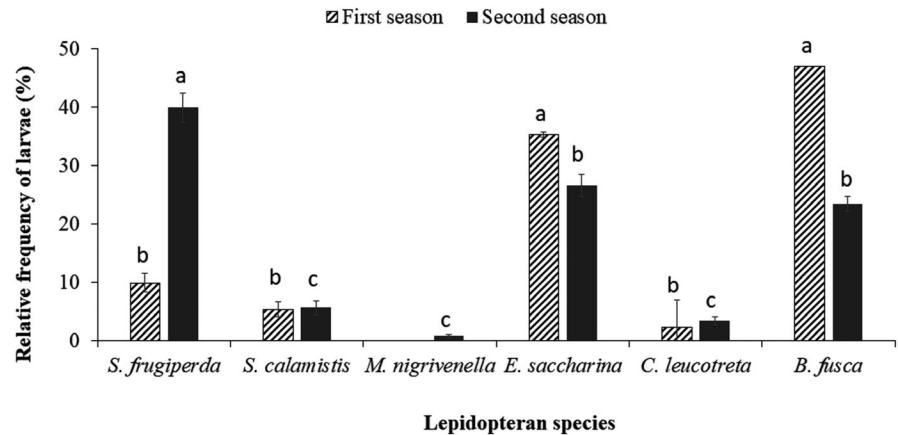 First season Second season
Relative frequency of larvae (%)
50
40
30
20
10
0
b a b c c a b b c a b
S. frugiperda S. calamistis M. nigrivenella E. saccharina C. leucotreta B. fusca
Lepidopteran species